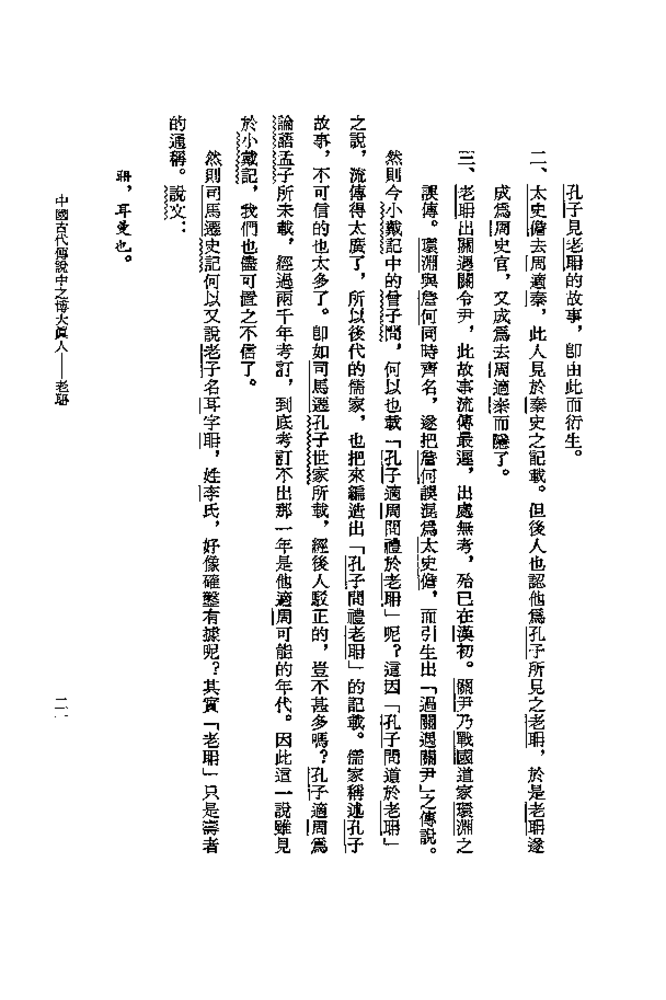 孔子見老聃的故事，卽由此而衍生。
二、太史儋去周適秦，此人見於秦史之記載。但後人也認他爲孔子所見之老聃，於是老聃遂
成爲周史官，又成爲去周適秦而隱了。
三、老聃出關遇關令尹，此故事流傳最遲，出處無考，殆已在漢初。關尹乃戰國道家環淵之
誤傳。環淵與詹何同時齊名，遂把詹何誤混爲太史儋，而引生出「過關遇關尹」之傳說。
然則今小戴記中的曾子問，何以也載「孔子適周問禮於老聃」呢？這因「孔子問道於老聃」
之說，流傳得太廣了，所以後代的儒家，也把來編造出「孔子問禮老聃」的記載。儒家稱述孔子
故事，不可信的也太多了。卽如司馬遷孔子世家所載，經後人駁正的，豈不甚多嗎？孔子適周爲
論語孟子所未載，經過兩千年考訂，到底考訂不出那一年是他適周可能的年代。因此這一說雖見
於小戴記，我們也儘可置之不信了。
然則司馬遷史記何以又說老子名耳字聃，姓李氏，好像確鑿有據呢？其實「老聃」只是壽者
的通稱。說文：
聃，耳曼也。
中國古代傳說中之博大眞人——老聃
二一